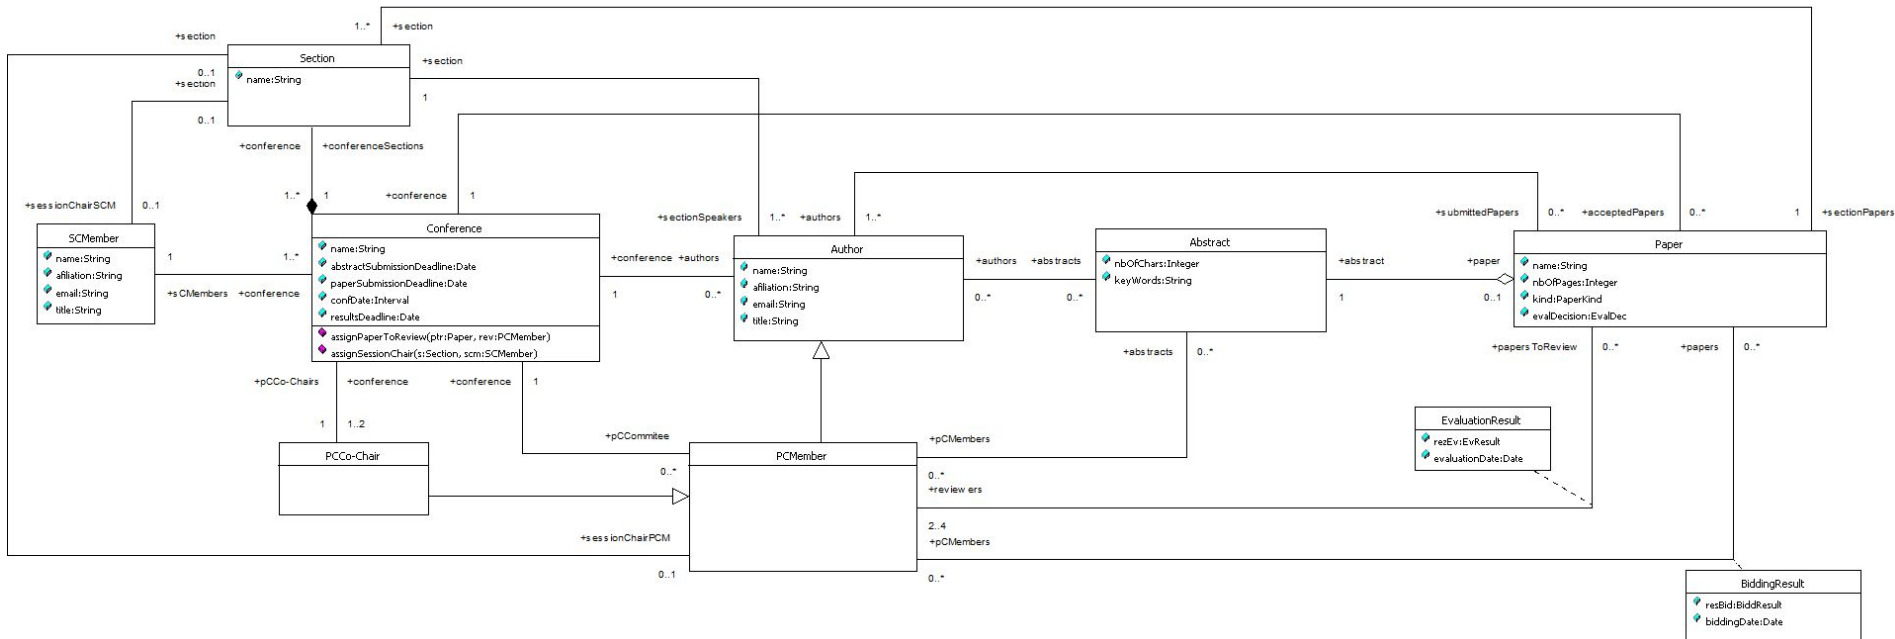 1..* +section
+section
Section
+section
0..1
name:String
+section
1
0..1
+conference +conferenceSections
1..* 1
+conference 1
+sessionChairSCM 0..1
+sectionSpeakers 1..* +authors 1..*
+submittedPapers 0..* +acceptedPapers 0..* 1 +sectionPapers
SCMember
name:String
afiliation:String
email:String
title:String
1 1..*
+sCMembers +conference
Conference
name:String
abstractSubmissionDeadline:Date
paperSubmissionDeadline:Date
confDate:Interval
resultsDeadline:Date
assignPaperToReview(ptr:Paper, rev:PCMember)
assignSessionChair(s:Section, scm:SCMember)
+conference +authors
1 0..*
Author
name:String
afiliation:String
email:String
title:String
+authors +abstracts
0..* 0..*
Abstract
nbOfChars:Integer
keyWords:String
+abstract +paper
1 0..1
Paper
name:String
nbOfPages:Integer
kind:PaperKind
evalDecision:EvalDec
+abstracts 0..*
+papersToReview 0..* +papers 0..*
+pCCo-Chairs +conference +conference 1
1 1..2
PCCo-Chair
+pCCommitee
0..*
PCMember
+pCMembers
0..*
+reviewers
2..4
+pCMembers
0..*
EvaluationResult
rezEv:EvResult
evaluationDate:Date
+sessionChairPCM
0..1
BiddingResult
resBid:BiddResult
biddingDate:Date